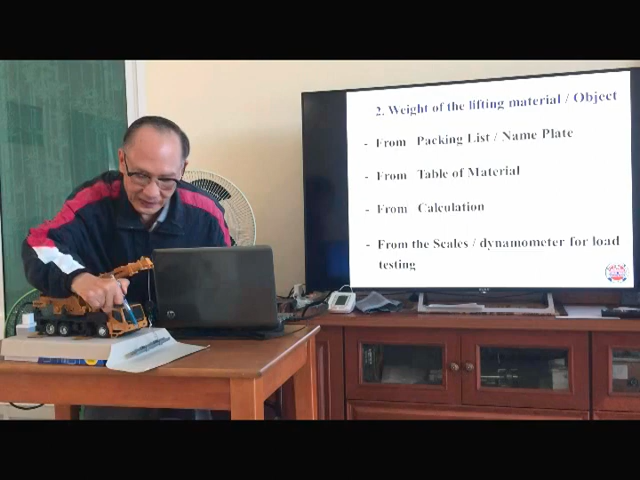 2. Weight of the lifting material / Object
- From Packing List / Name Plate
- From Table of Material
- From Calculation
- From the Scales / dynamometer for load
testing
hp